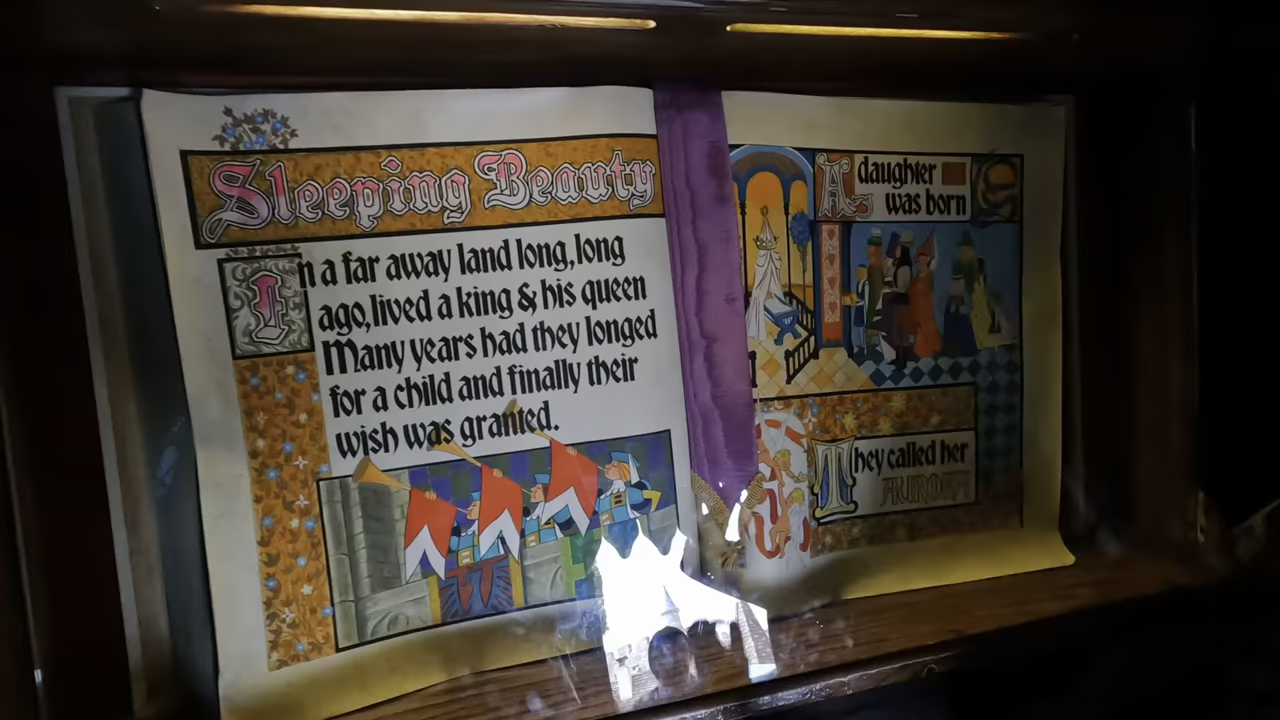 Sleeping Beauty
In a far away land long, long
ago, lived a king & his queen
Many years had they longed
for a child and finally their
wish was granted.
A daughter
was born
They called her
AURORA